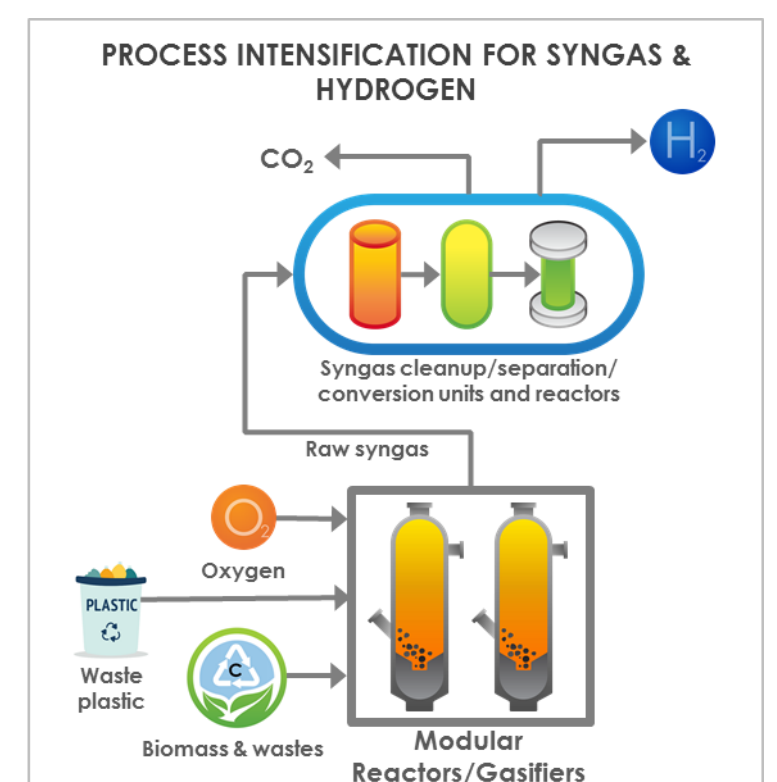 PROCESS INTENSIFICATION FOR SYNGAS &
HYDROGEN
CO₂
H₂
Syngas cleanup/separation/
conversion units and reactors
Raw syngas
O₂
Oxygen
PLASTIC
Waste
plastic
C
Biomass & wastes
Modular
Reactors/Gasifiers